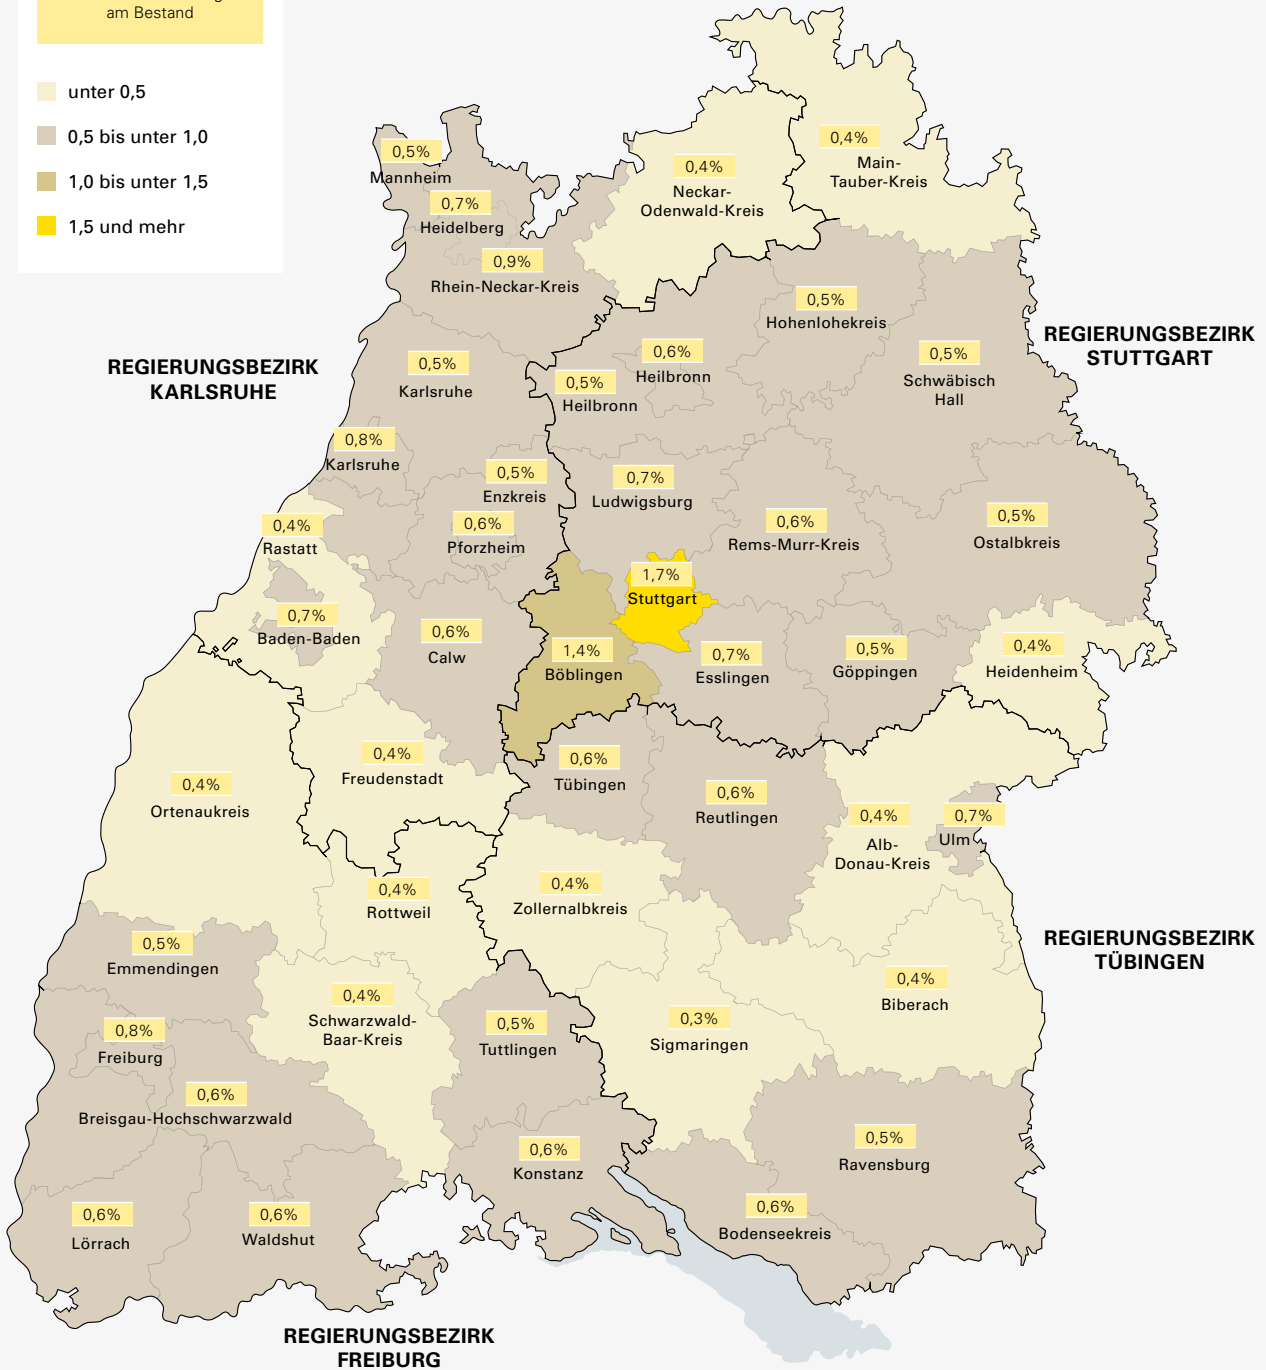 am Bestand
unter 0,5
0,5 bis unter 1,0
1,0 bis unter 1,5
1,5 und mehr
REGIERUNGSBEZIRK
KARLSRUHE
REGIERUNGSBEZIRK
STUTTGART
REGIERUNGSBEZIRK
TÜBINGEN
REGIERUNGSBEZIRK
FREIBURG
0,4%
Main-
Tauber-Kreis
0,4%
Neckar-
Odenwald-Kreis
0,5%
Mannheim
0,7%
Heidelberg
0,9%
Rhein-Neckar-Kreis
0,5%
Hohenlohekreis
0,6%
Heilbronn
0,5%
Heilbronn
0,5%
Schwäbisch
Hall
0,5%
Karlsruhe
0,8%
Karlsruhe
0,5%
Enzkreis
0,6%
Pforzheim
0,7%
Ludwigsburg
0,6%
Rems-Murr-Kreis
0,5%
Ostalbkreis
0,4%
Rastatt
0,7%
Baden-Baden
0,6%
Calw
1,7%
Stuttgart
1,4%
Böblingen
0,7%
Esslingen
0,5%
Göppingen
0,4%
Heidenheim
0,4%
Ortenaukreis
0,4%
Freudenstadt
0,6%
Tübingen
0,6%
Reutlingen
0,4%
Alb-
Donau-Kreis
0,7%
Ulm
0,4%
Rottweil
0,4%
Zollernalbkreis
0,5%
Emmendingen
0,4%
Schwarzwald-
Baar-Kreis
0,5%
Tuttlingen
0,3%
Sigmaringen
0,4%
Biberach
0,8%
Freiburg
0,6%
Breisgau-Hochschwarzwald
0,6%
Konstanz
0,5%
Ravensburg
0,6%
Bodenseekreis
0,6%
Lörrach
0,6%
Waldshut